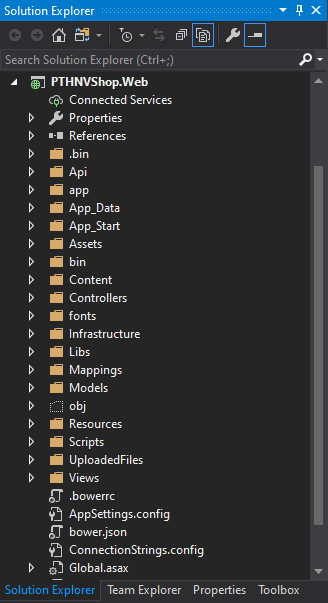 Solution Explorer
Search Solution Explorer (Ctrl+;)
PTHNVShop.Web
Connected Services
Properties
References
.bin
Api
app
App_Data
App_Start
Assets
bin
Content
Controllers
fonts
Infrastructure
Libs
Mappings
Models
obj
Resources
Scripts
UploadedFiles
Views
.bowerrc
AppSettings.config
bower.json
ConnectionStrings.config
Global.asax
Solution Explorer Team Explorer Properties Toolbox